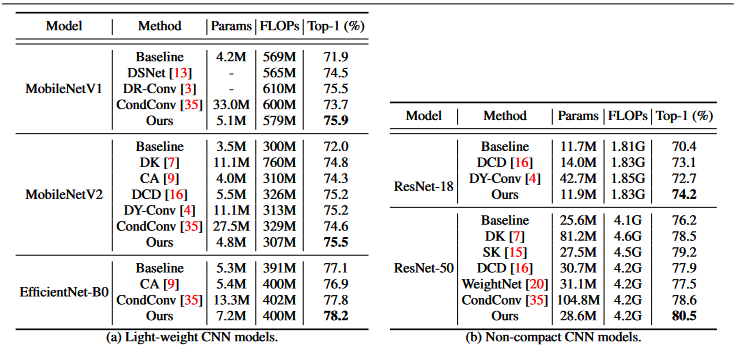 Model Method Params FLOPs Top-1 (%)
MobileNetV1
Baseline 4.2M 569M 71.9
DSNet [13] - 565M 74.5
DR-Conv [3] - 610M 75.5
CondConv [35] 33.0M 600M 73.7
Ours 5.1M 579M 75.9
MobileNetV2
Baseline 3.5M 300M 72.0
DK [7] 11.1M 760M 74.8
CA [9] 4.0M 310M 74.3
DCD [16] 5.5M 326M 75.2
DY-Conv [4] 11.1M 313M 75.2
CondConv [35] 27.5M 329M 74.6
Ours 4.8M 307M 75.5
EfficientNet-B0
Baseline 5.3M 391M 77.1
CA [9] 5.4M 400M 76.9
CondConv [35] 13.3M 402M 77.8
Ours 7.2M 400M 78.2
(a) Light-weight CNN models.
Model Method Params FLOPs Top-1 (%)
ResNet-18
Baseline 11.7M 1.81G 70.4
DCD [16] 14.0M 1.83G 73.1
DY-Conv [4] 42.7M 1.85G 72.7
Ours 11.9M 1.83G 74.2
ResNet-50
Baseline 25.6M 4.1G 76.2
DK [7] 81.2M 4.6G 78.5
SK [15] 27.5M 4.5G 79.2
DCD [16] 30.7M 4.2G 77.9
WeightNet [20] 31.1M 4.2G 77.5
CondConv [35] 104.8M 4.2G 78.6
Ours 28.6M 4.2G 80.5
(b) Non-compact CNN models.